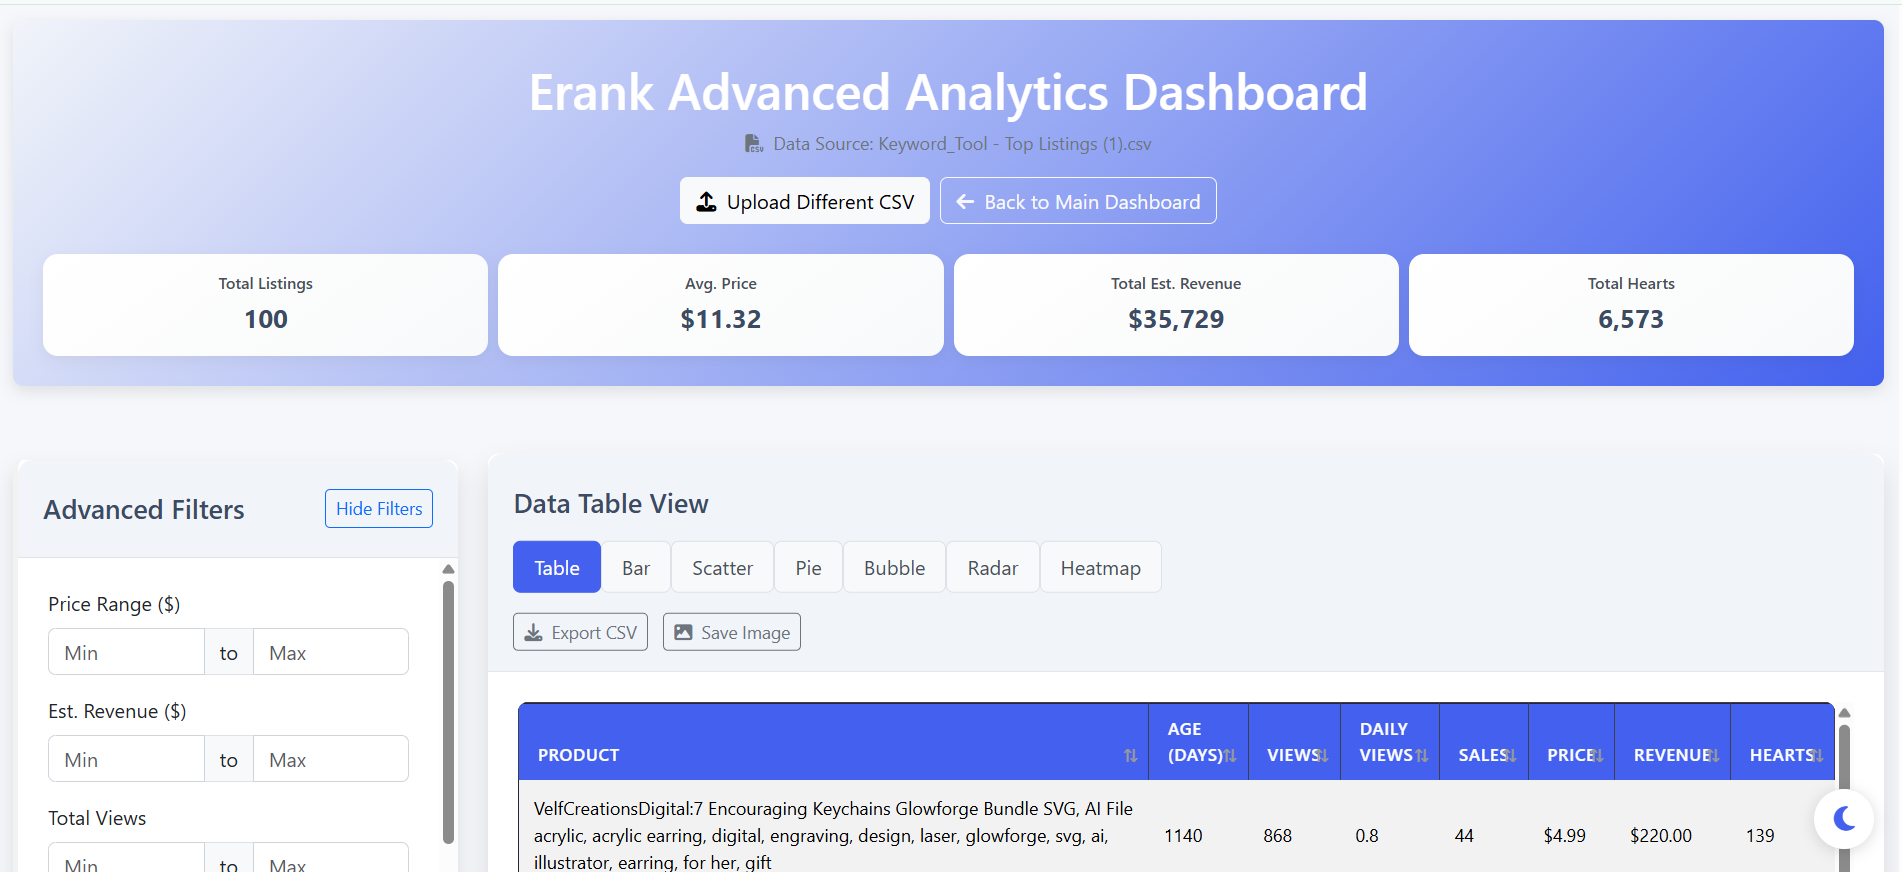 Erank Advanced Analytics Dashboard
Data Source: Keyword_Tool - Top Listings (1).csv
Upload Different CSV
Back to Main Dashboard
Total Listings
100
Avg. Price
$11.32
Total Est. Revenue
$35,729
Total Hearts
6,573
Advanced Filters
Hide Filters
Price Range ($)
Min to Max
Est. Revenue ($)
Min to Max
Total Views
Min to Max
Data Table View
Table Bar Scatter Pie Bubble Radar Heatmap
Export CSV Save Image
PRODUCT AGE (DAYS) VIEWS DAILY VIEWS SALES PRICE REVENUE HEARTS
VelfCreationsDigital:7 Encouraging Keychains Glowforge Bundle SVG, AI File
acrylic, acrylic earring, digital, engraving, design, laser, glowforge, svg, ai,
illustrator, earring, for her, gift
1140 868 0.8 44 $4.99 $220.00 139